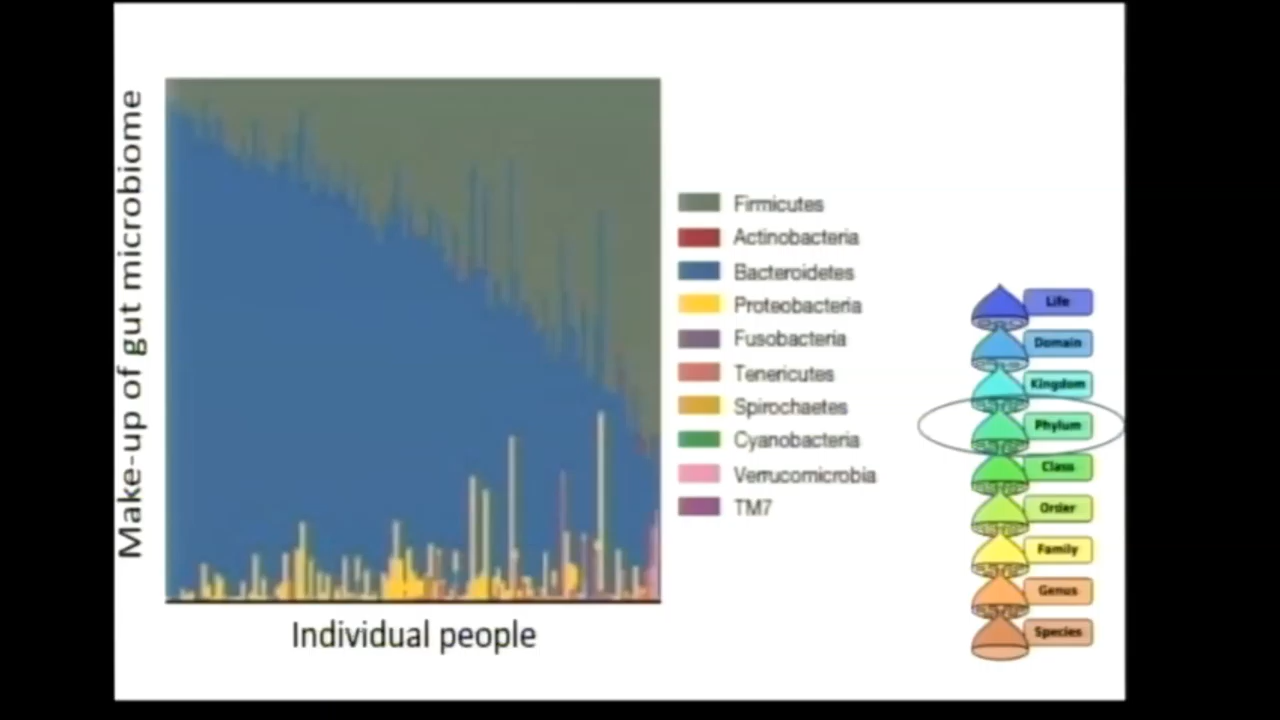 Make-up of gut microbiome
Individual people
Firmicutes
Actinobacteria
Bacteroidetes
Proteobacteria
Fusobacteria
Tenericutes
Spirochaetes
Cyanobacteria
Verrucomicrobia
TM7
Life
Domain
Kingdom
Phylum
Class
Order
Family
Genus
Species